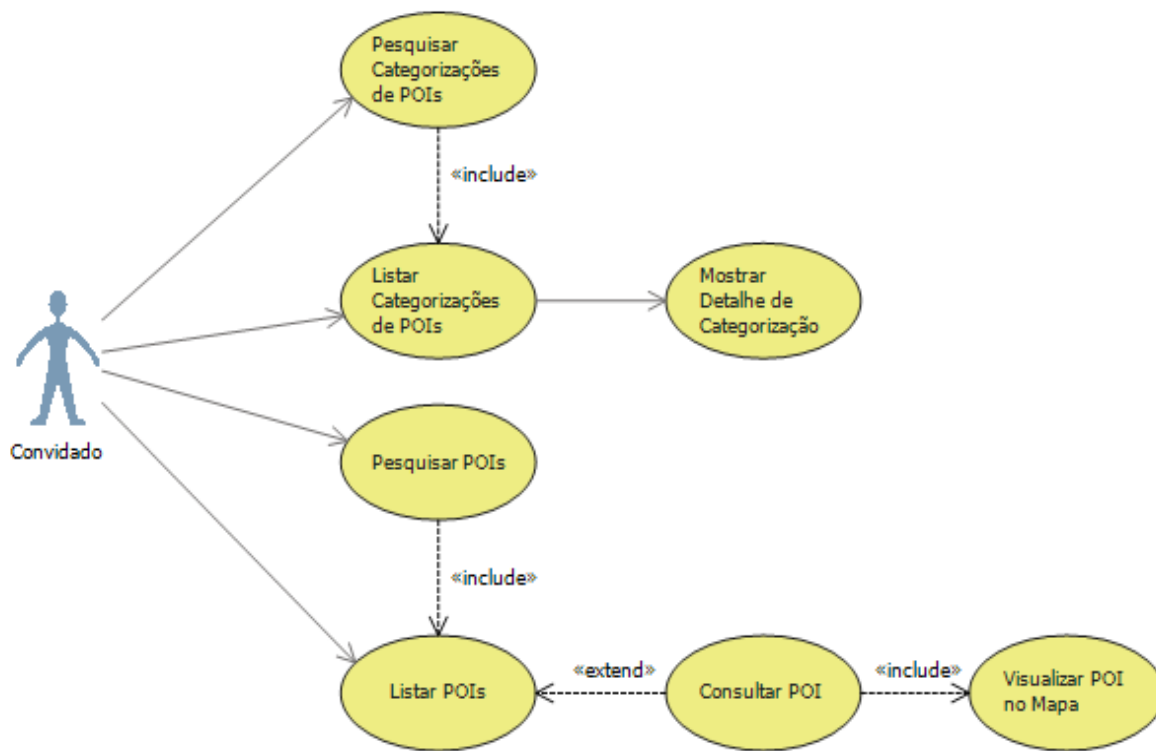 Pesquisar
Categorizações
de POIs
«include»
Listar
Categorizações
de POIs
Mostrar
Detalhe de
Categorização
Convidado
Pesquisar POIs
«include»
Listar POIs
«extend»
Consultar POI
«include»
Visualizar POI
no Mapa